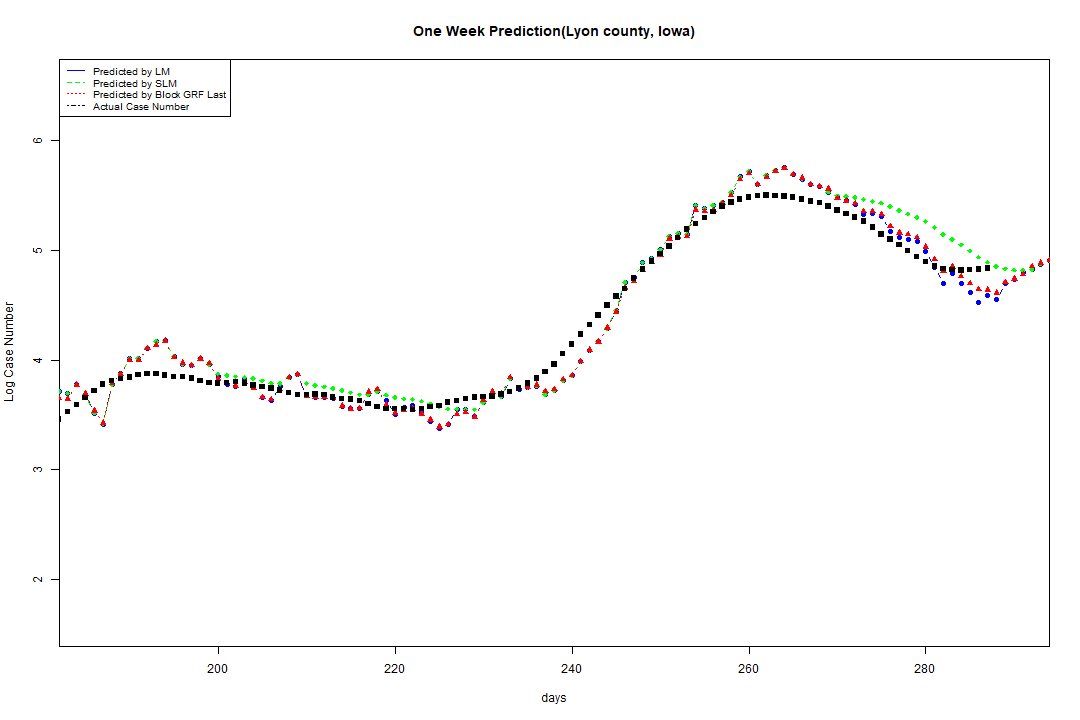 One Week Prediction(Lyon county, Iowa)
Predicted by LM
Predicted by SLM
Predicted by Block GRF Last
Actual Case Number
6
5
4
3
2
Log Case Number
200 220 240 260 280
days